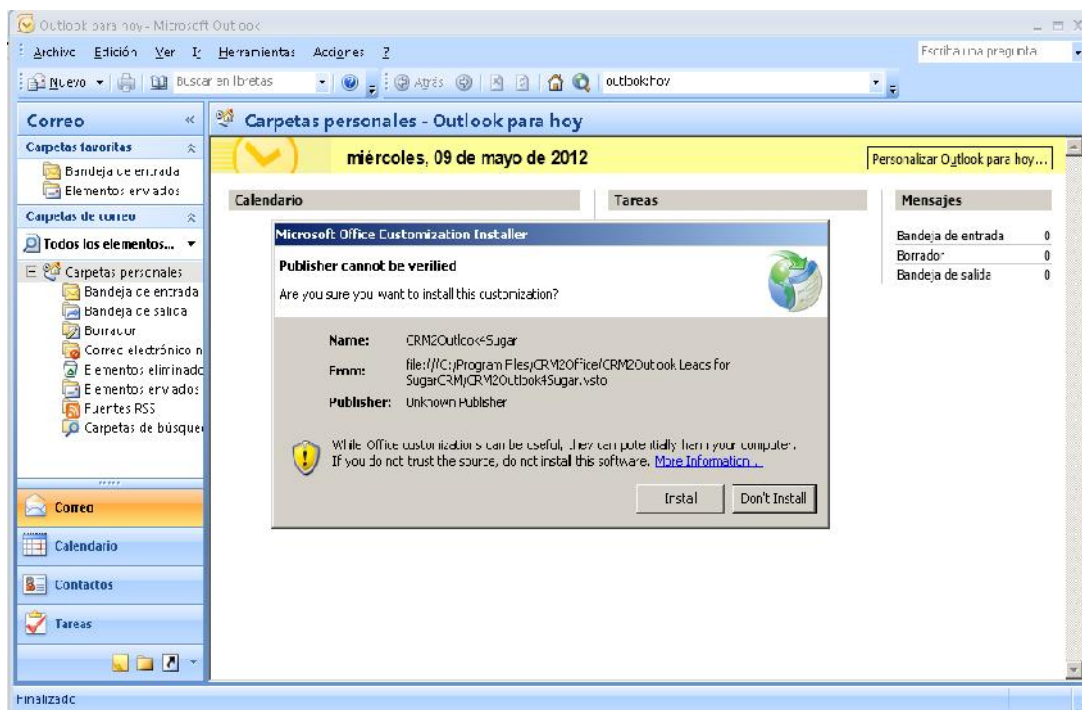 Outlook para hoy - Microsoft Outlook
Archivo Edición Ver Ir Herramientas Acciones ?
Escriba una pregunta
Nuevo Buscar en libretas Atrás outlook:hoy
Correo «
Carpetas personales - Outlook para hoy
Carpetas favoritas
Bandeja de entrada
Elementos enviados
Carpetas de correo
Todos los elementos...
Carpetas personales
Bandeja de entrada
Bandeja de salida
Borrador
Correo electrónico n
Elementos eliminado
Elementos enviados
Fuentes RSS
Carpetas de búsque
Correo
Calendario
Contactos
Tareas
Finalizado
miércoles, 09 de mayo de 2012
Personalizar Outlook para hoy...
Calendario
Tareas
Mensajes
Bandeja de entrada 0
Borrador 0
Bandeja de salida 0
Microsoft Office Customization Installer
Publisher cannot be verified
Are you sure you want to install this customization?
Name: CRM2Outlook4Sugar
From: file:///C:/Program Files/CRM2Office/CRM2Outlook Leads for
SugarCRM/CRM2Outlook4Sugar.vsto
Publisher: Unknown Publisher
While Office customizations can be useful, they can potentially harm your computer.
If you do not trust the source, do not install this software. More Information ...
Install Don't Install